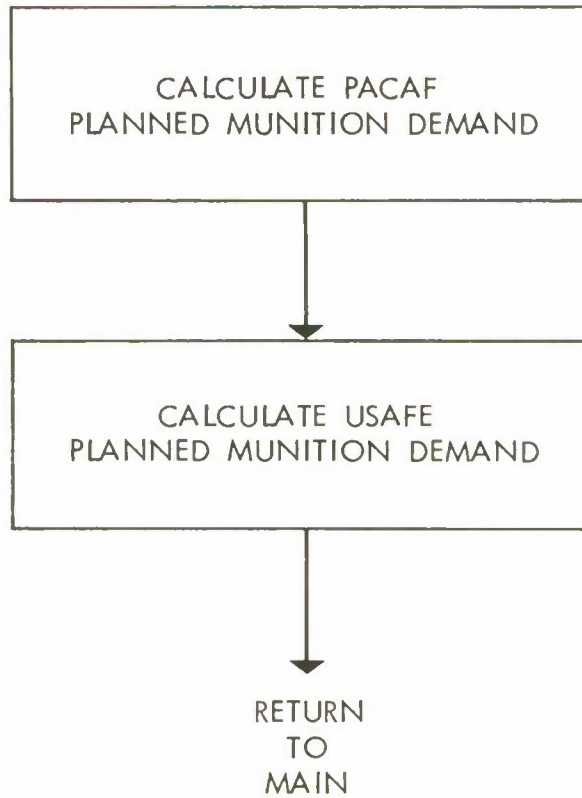 CALCULATE PACAF
PLANNED MUNITION DEMAND
CALCULATE USAFE
PLANNED MUNITION DEMAND
RETURN
TO
MAIN